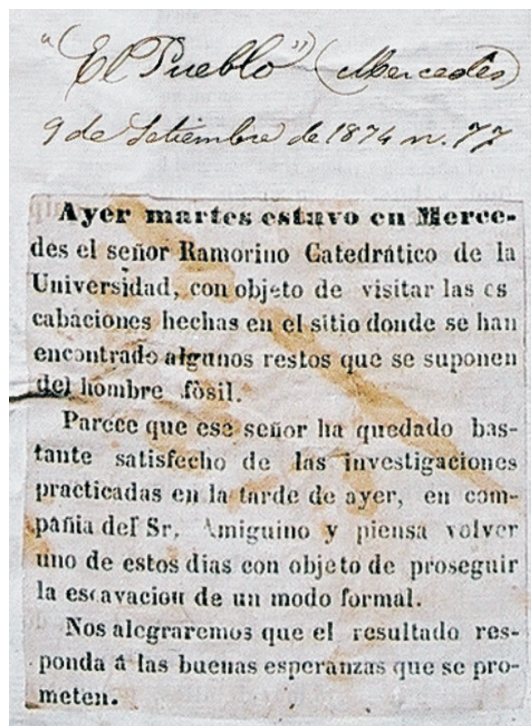 "El Pueblo" (Mercedes)
9 de Setiembre de 1874 n. 77
Ayer martes estuvo en Merce-
des el señor Ramorino Catedrático de la
Universidad, con objeto de visitar las es
cabaciones hechas en el sitio donde se han
encontrado algunos restos que se suponen
del hombre fòsil.
Parece que ese señor ha quedado bas-
tante satisfecho de las investigaciones
practicadas en la tarde de ayer, en com-
pañia del Sr. Amiguino y piensa volver
uno de estos dias con objeto de proseguir
la escavacion de un modo formal.
Nos alegraremos que el resultado res-
ponda á las buenas esperanzas que se pro-
meten.